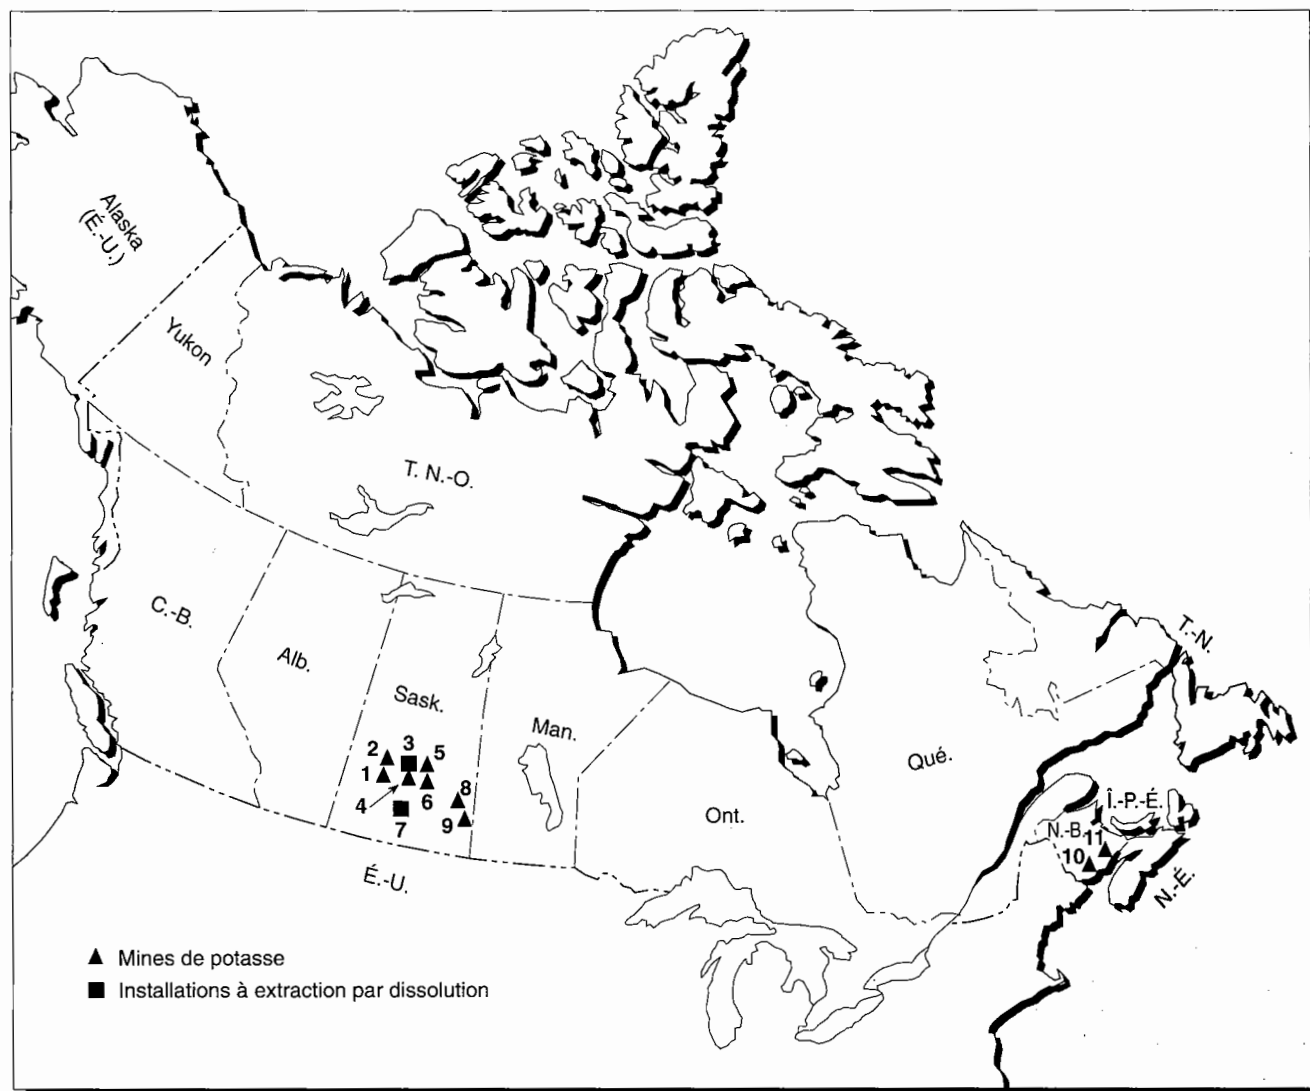 Alaska
(É.-U.)
Yukon
T. N.-O.
C.-B.
Alb.
Sask.
Man.
Ont.
Qué.
T.-N.
Î.-P.-É.
N.-B.
N.-É.
É.-U.
1
2
3
4
5
6
7
8
9
10
11
Mines de potasse
Installations à extraction par dissolution